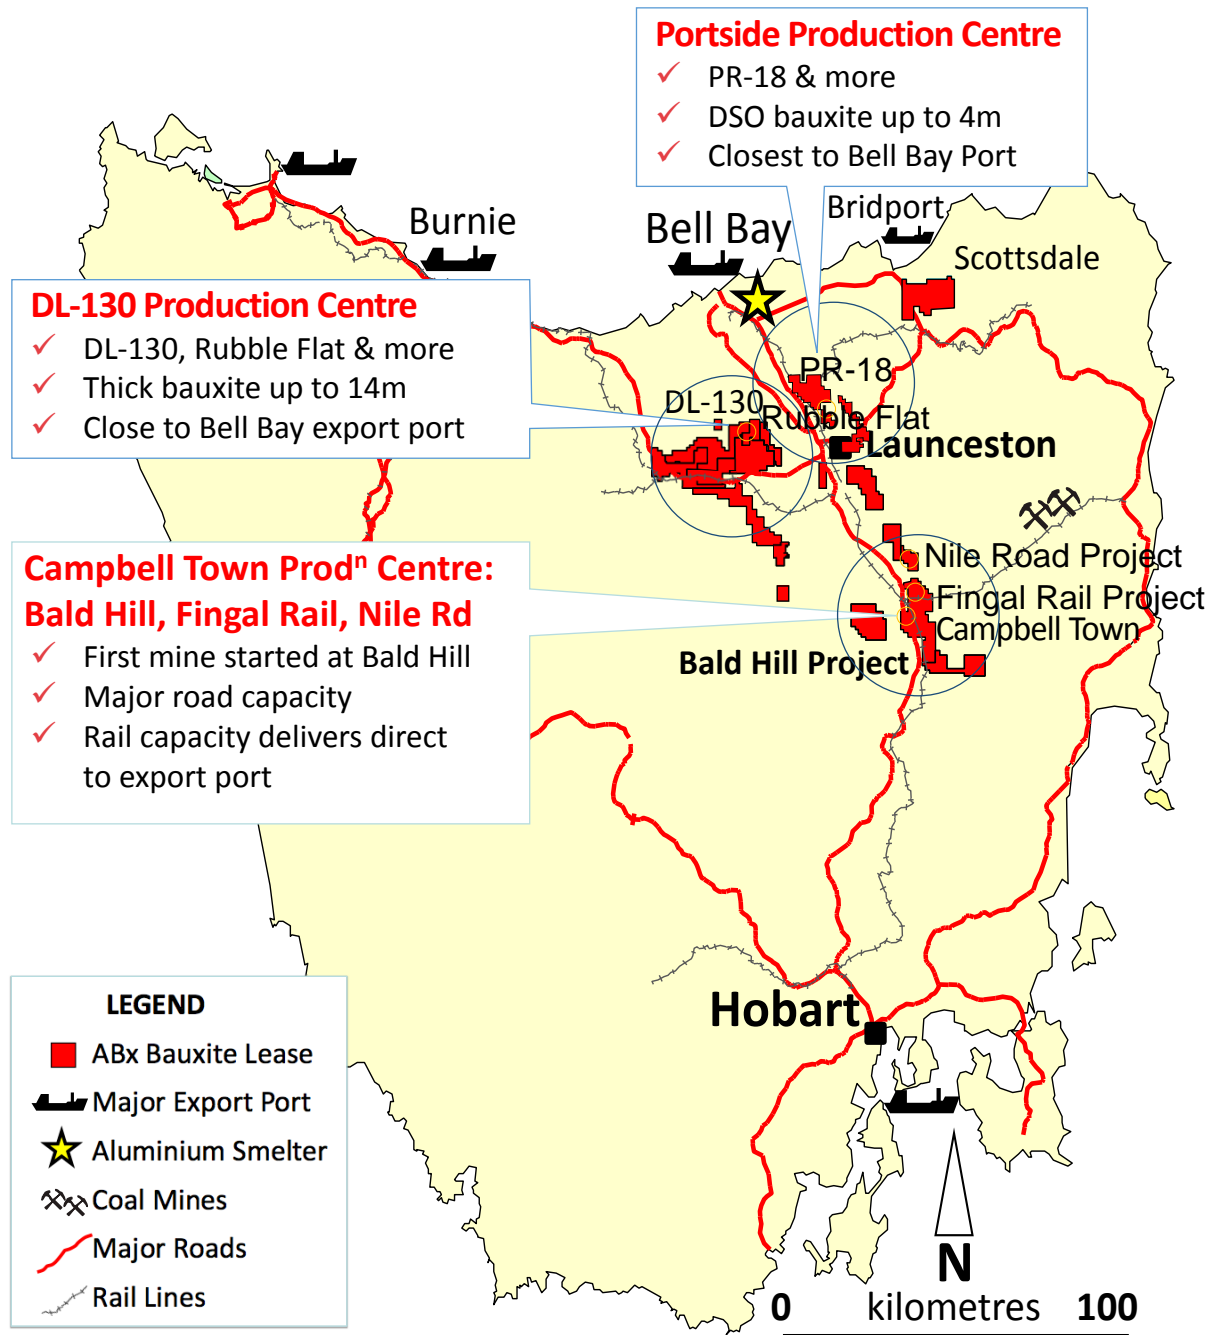 Portside Production Centre
✓ PR-18 & more
✓ DSO bauxite up to 4m
✓ Closest to Bell Bay Port
Burnie
Bell Bay
Bridport
Scottsdale
DL-130 Production Centre
✓ DL-130, Rubble Flat & more
✓ Thick bauxite up to 14m
✓ Close to Bell Bay export port
PR-18
DL-130
Rubble Flat
Launceston
Campbell Town Prodⁿ Centre:
Bald Hill, Fingal Rail, Nile Rd
✓ First mine started at Bald Hill
✓ Major road capacity
✓ Rail capacity delivers direct
to export port
Nile Road Project
Fingal Rail Project
Campbell Town
Bald Hill Project
Hobart
LEGEND
ABx Bauxite Lease
Major Export Port
Aluminium Smelter
Coal Mines
Major Roads
Rail Lines
N
0 kilometres 100